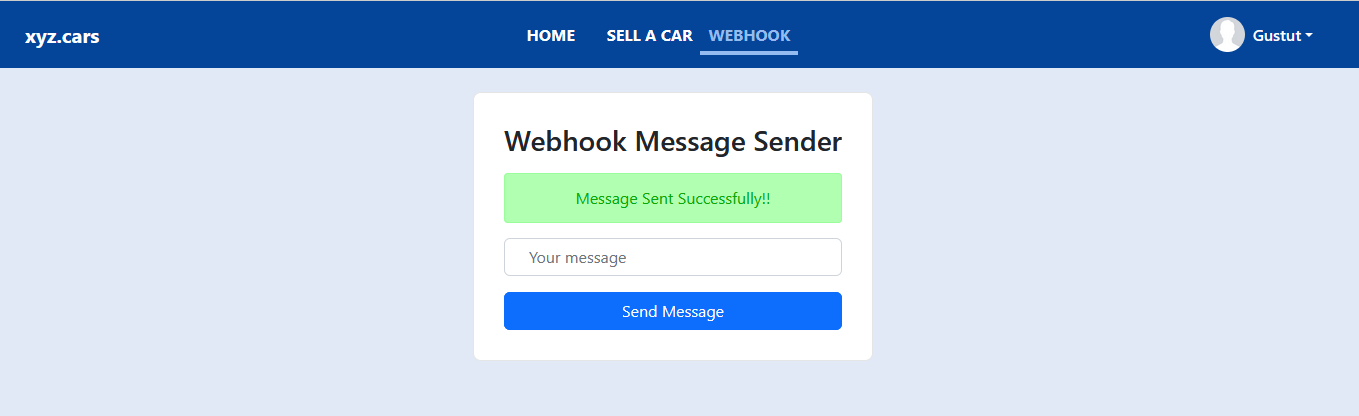 xyz.cars HOME SELL A CAR WEBHOOK Gustut
Webhook Message Sender
Message Sent Successfully!!
Your message
Send Message